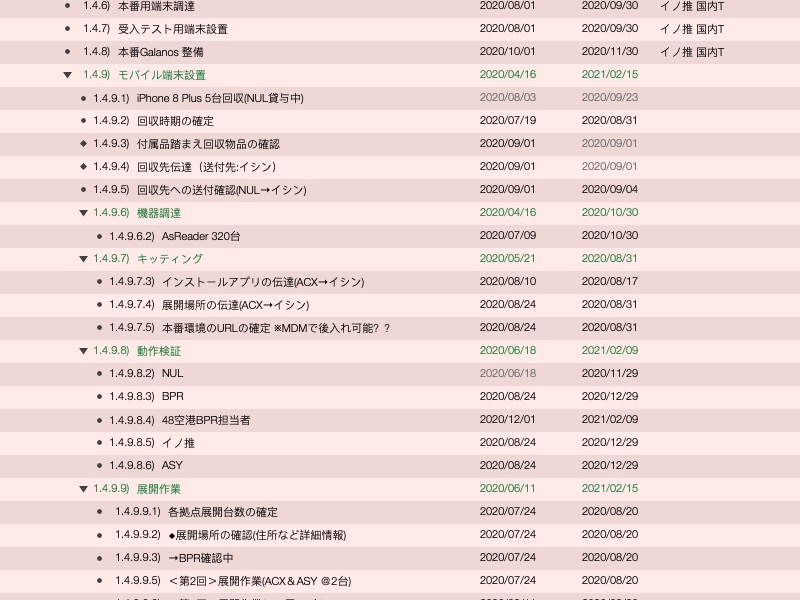 1.4.6) 本番用端末調達 2020/08/01 2020/09/30 イノ推 国内T
1.4.7) 受入テスト用端末設置 2020/08/01 2020/09/30 イノ推 国内T
1.4.8) 本番Galanos 整備 2020/10/01 2020/11/30 イノ推 国内T
1.4.9) モバイル端末設置 2020/04/16 2021/02/15
1.4.9.1) iPhone 8 Plus 5台回収(NUL貸与中) 2020/08/03 2020/09/23
1.4.9.2) 回収時期の確定 2020/07/19 2020/08/31
1.4.9.3) 付属品踏まえ回収物品の確認 2020/09/01 2020/09/01
1.4.9.4) 回収先伝達（送付先:イシン） 2020/09/01 2020/09/01
1.4.9.5) 回収先への送付確認(NUL→イシン) 2020/09/01 2020/09/04
1.4.9.6) 機器調達 2020/04/16 2020/10/30
1.4.9.6.2) AsReader 320台 2020/07/09 2020/10/30
1.4.9.7) キッティング 2020/05/21 2020/08/31
1.4.9.7.3) インストールアプリの伝達(ACX→イシン) 2020/08/10 2020/08/17
1.4.9.7.4) 展開場所の伝達(ACX→イシン) 2020/08/24 2020/08/31
1.4.9.7.5) 本番環境のURLの確定 ※MDMで後入れ可能？？ 2020/08/24 2020/08/31
1.4.9.8) 動作検証 2020/06/18 2021/02/09
1.4.9.8.2) NUL 2020/06/18 2020/11/29
1.4.9.8.3) BPR 2020/08/24 2020/12/29
1.4.9.8.4) 48空港BPR担当者 2020/12/01 2021/02/09
1.4.9.8.5) イノ推 2020/08/24 2020/12/29
1.4.9.8.6) ASY 2020/08/24 2020/12/29
1.4.9.9) 展開作業 2020/06/11 2021/02/15
1.4.9.9.1) 各拠点展開台数の確定 2020/07/24 2020/08/20
1.4.9.9.2) ◆展開場所の確認(住所など詳細情報) 2020/07/24 2020/08/20
1.4.9.9.3) →BPR確認中 2020/07/24 2020/08/20
1.4.9.9.5) ＜第2回＞展開作業(ACX＆ASY @2台) 2020/07/24 2020/08/20